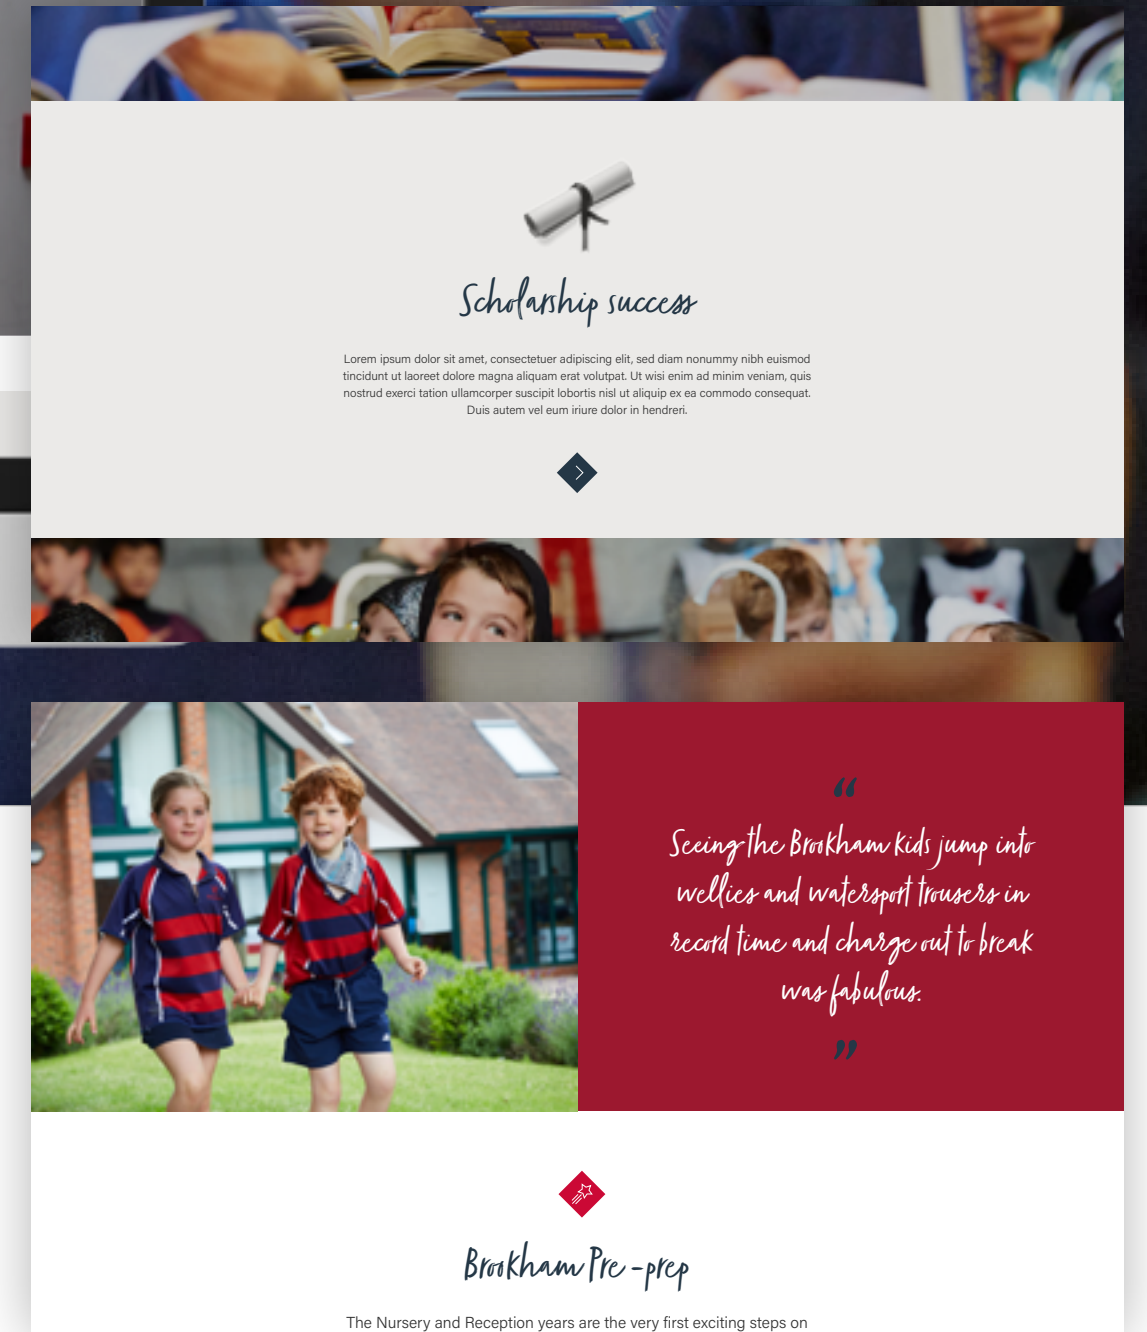 Scholarship success
Lorem ipsum dolor sit amet, consectetuer adipiscing elit, sed diam nonummy nibh euismod
tincidunt ut laoreet dolore magna aliquam erat volutpat. Ut wisi enim ad minim veniam, quis
nostrud exerci tation ullamcorper suscipit lobortis nisl ut aliquip ex ea commodo consequat.
Duis autem vel eum iriure dolor in hendreri.
“
Seeing the Brookham kids jump into
wellies and watersport trousers in
record time and charge out to break
was fabulous.
”
Brookham Pre-prep
The Nursery and Reception years are the very first exciting steps on